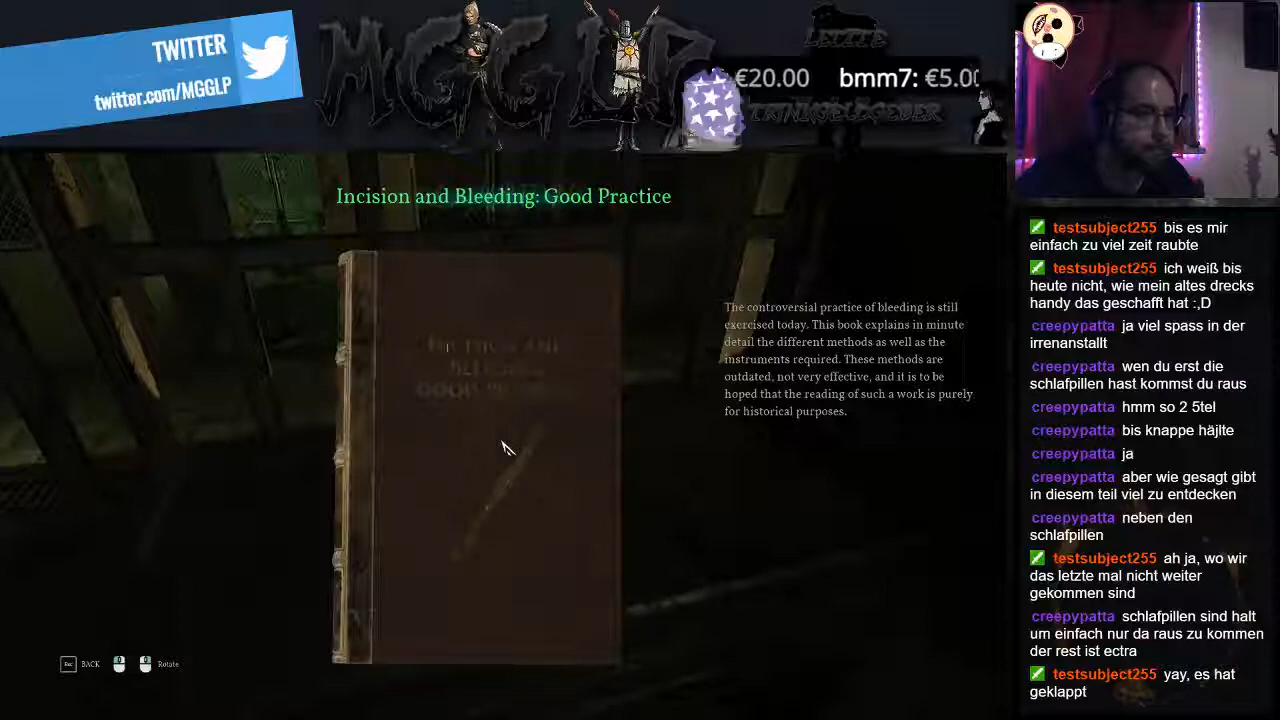 TWITTER
twitter.com/MGGLP
MGGLP
LETZTE
€20.00 bmm7: €5.00
TRINKGELDGEBER
Incision and Bleeding: Good Practice
The controversial practice of bleeding is still
exercised today. This book explains in minute
detail the different methods as well as the
instruments required. These methods are
outdated, not very effective, and it is to be
hoped that the reading of such a work is purely
for historical purposes.
Esc BACK Rotate
testsubject255 bis es mir
einfach zu viel zeit raubte
testsubject255 ich weiß bis
heute nicht, wie mein altes drecks
handy das geschafft hat :,D
creepypatta ja viel spass in der
irrenanstallt
creepypatta wen du erst die
schlafpillen hast kommst du raus
creepypatta hmm so 2 5tel
creepypatta bis knappe häjlte
creepypatta ja
creepypatta aber wie gesagt gibt
in diesem teil viel zu entdecken
creepypatta neben den
schlafpillen
testsubject255 ah ja, wo wir
das letzte mal nicht weiter
gekommen sind
creepypatta schlafpillen sind halt
um einfach nur da raus zu kommen
der rest ist ectra
testsubject255 yay, es hat
geklappt